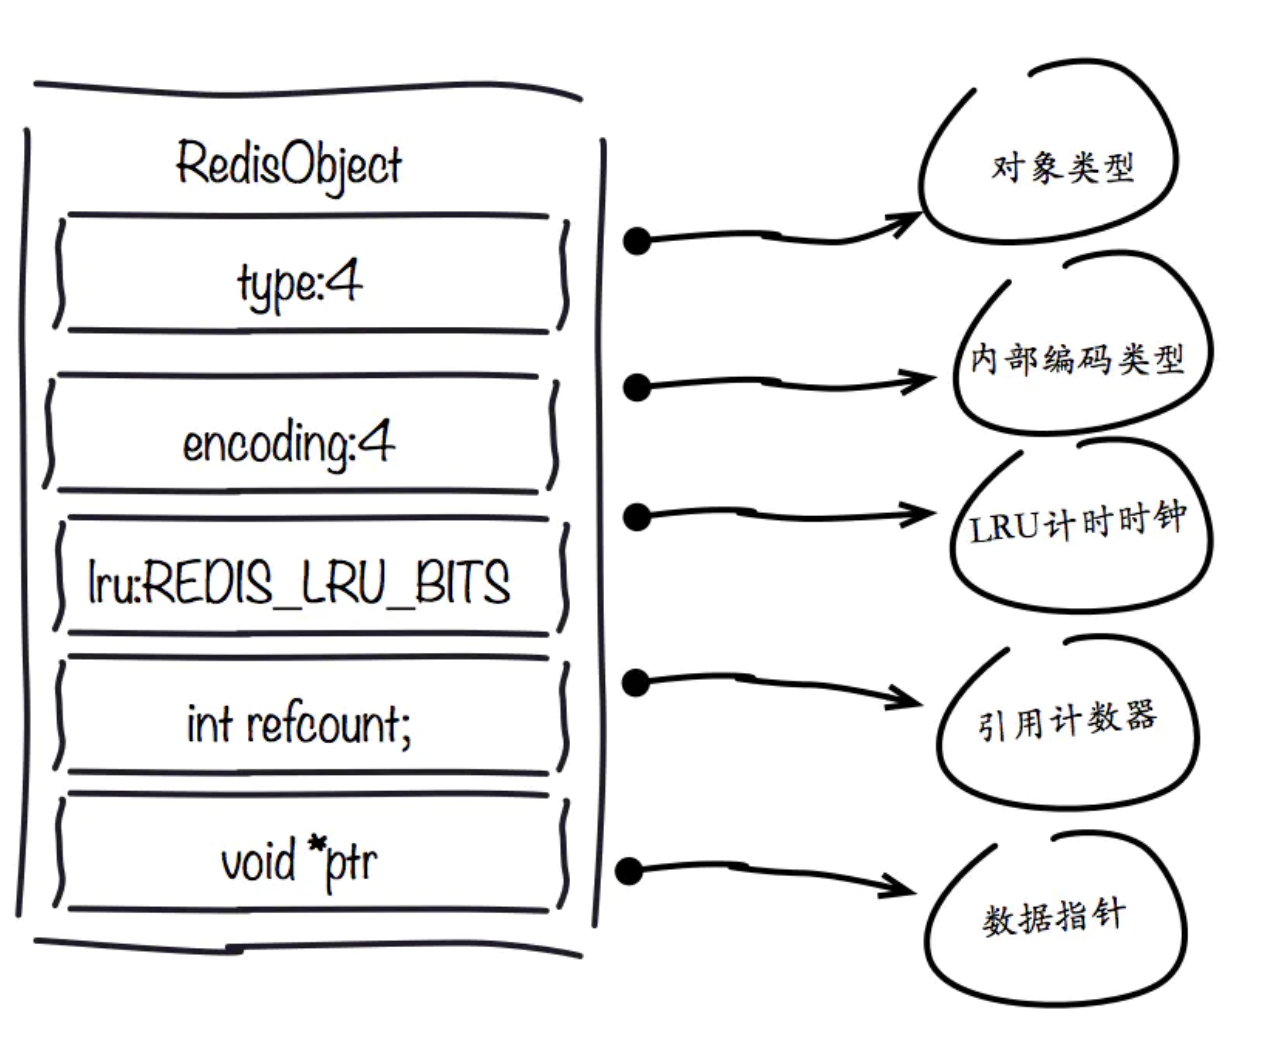 RedisObject
type:4
对象类型
encoding:4
内部编码类型
lru:REDIS_LRU_BITS
LRU计时时钟
int refcount;
引用计数器
void *ptr
数据指针